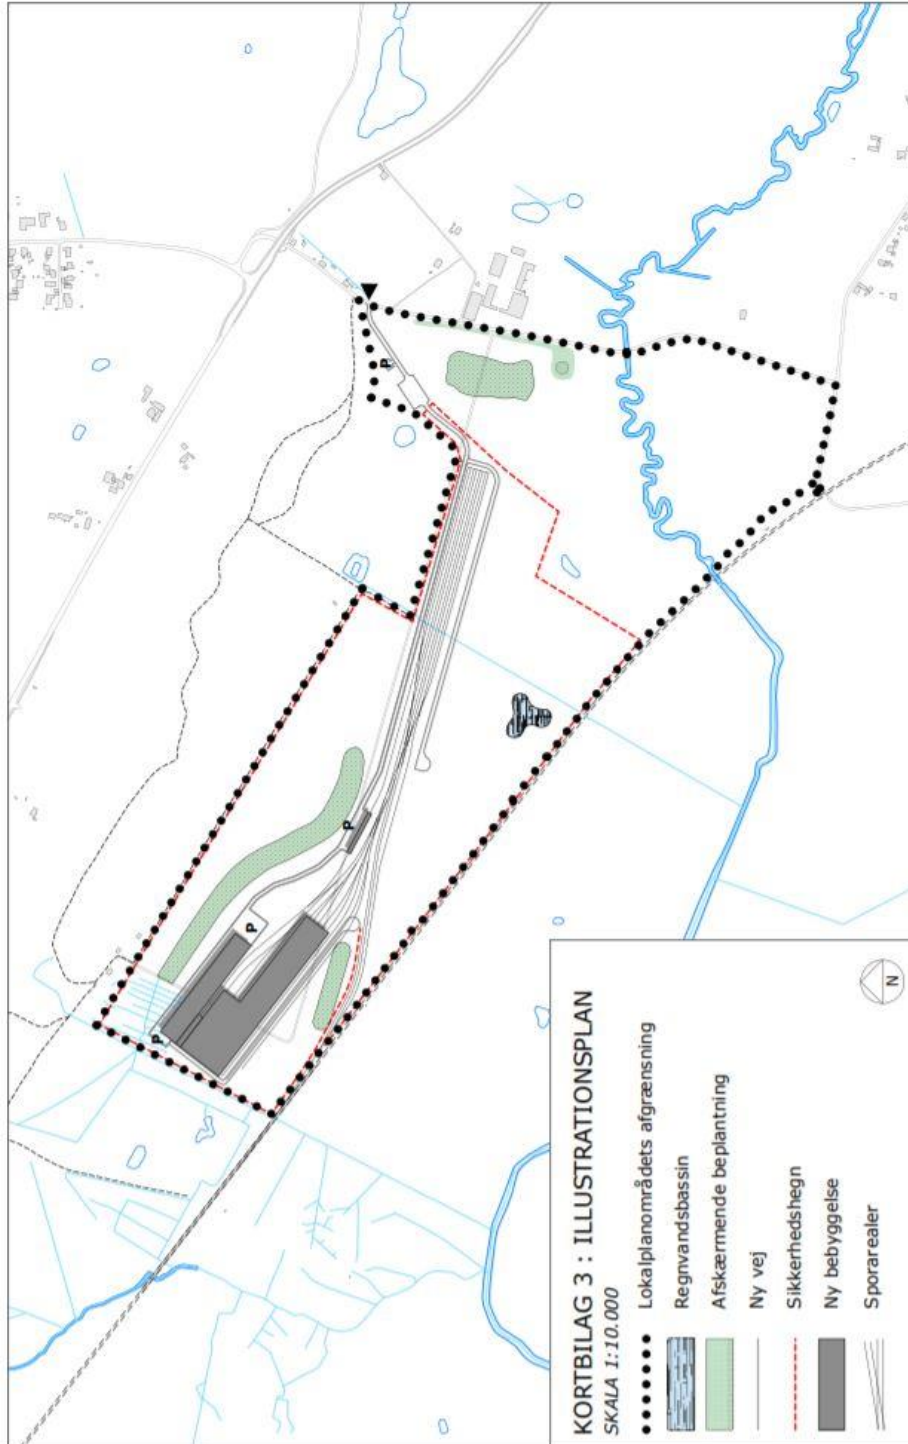 KORTBILAG 3 : ILLUSTRATIONSPLAN
SKALA 1:10.000
Lokalplanområdets afgrænsning
Regnvandsbassin
Afskærmende beplantning
Ny vej
Sikkerhedshegn
Ny bebyggelse
Sporarealer
N
P
P
P
P